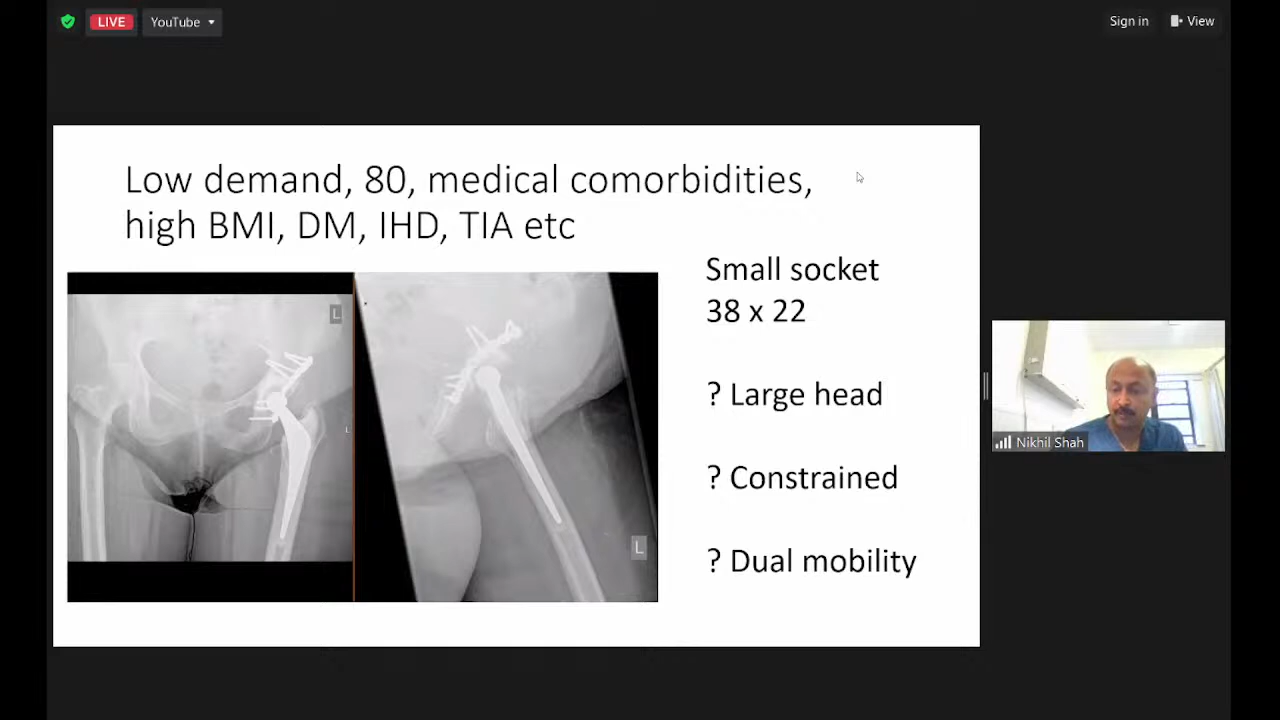 LIVE
YouTube
Sign in
View
Low demand, 80, medical comorbidities,
high BMI, DM, IHD, TIA etc
Small socket
38 x 22
? Large head
? Constrained
? Dual mobility
L
L
L
Nikhil Shah